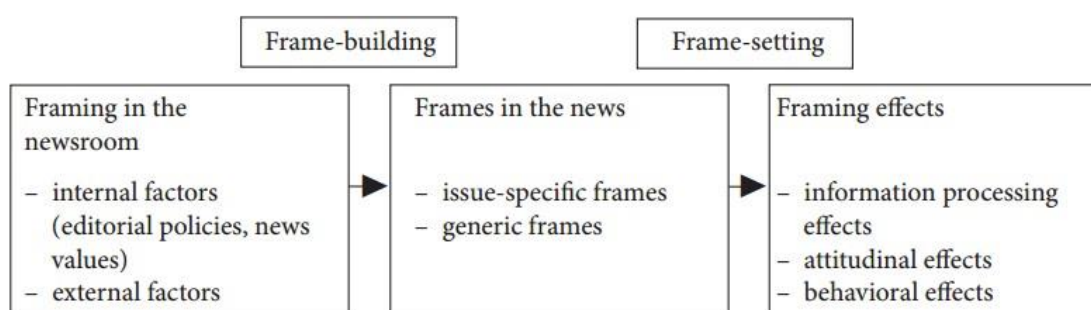 Frame-building
Frame-setting
Framing in the
newsroom
– internal factors
(editorial policies, news
values)
– external factors
Frames in the news
– issue-specific frames
– generic frames
Framing effects
– information processing
effects
– attitudinal effects
– behavioral effects